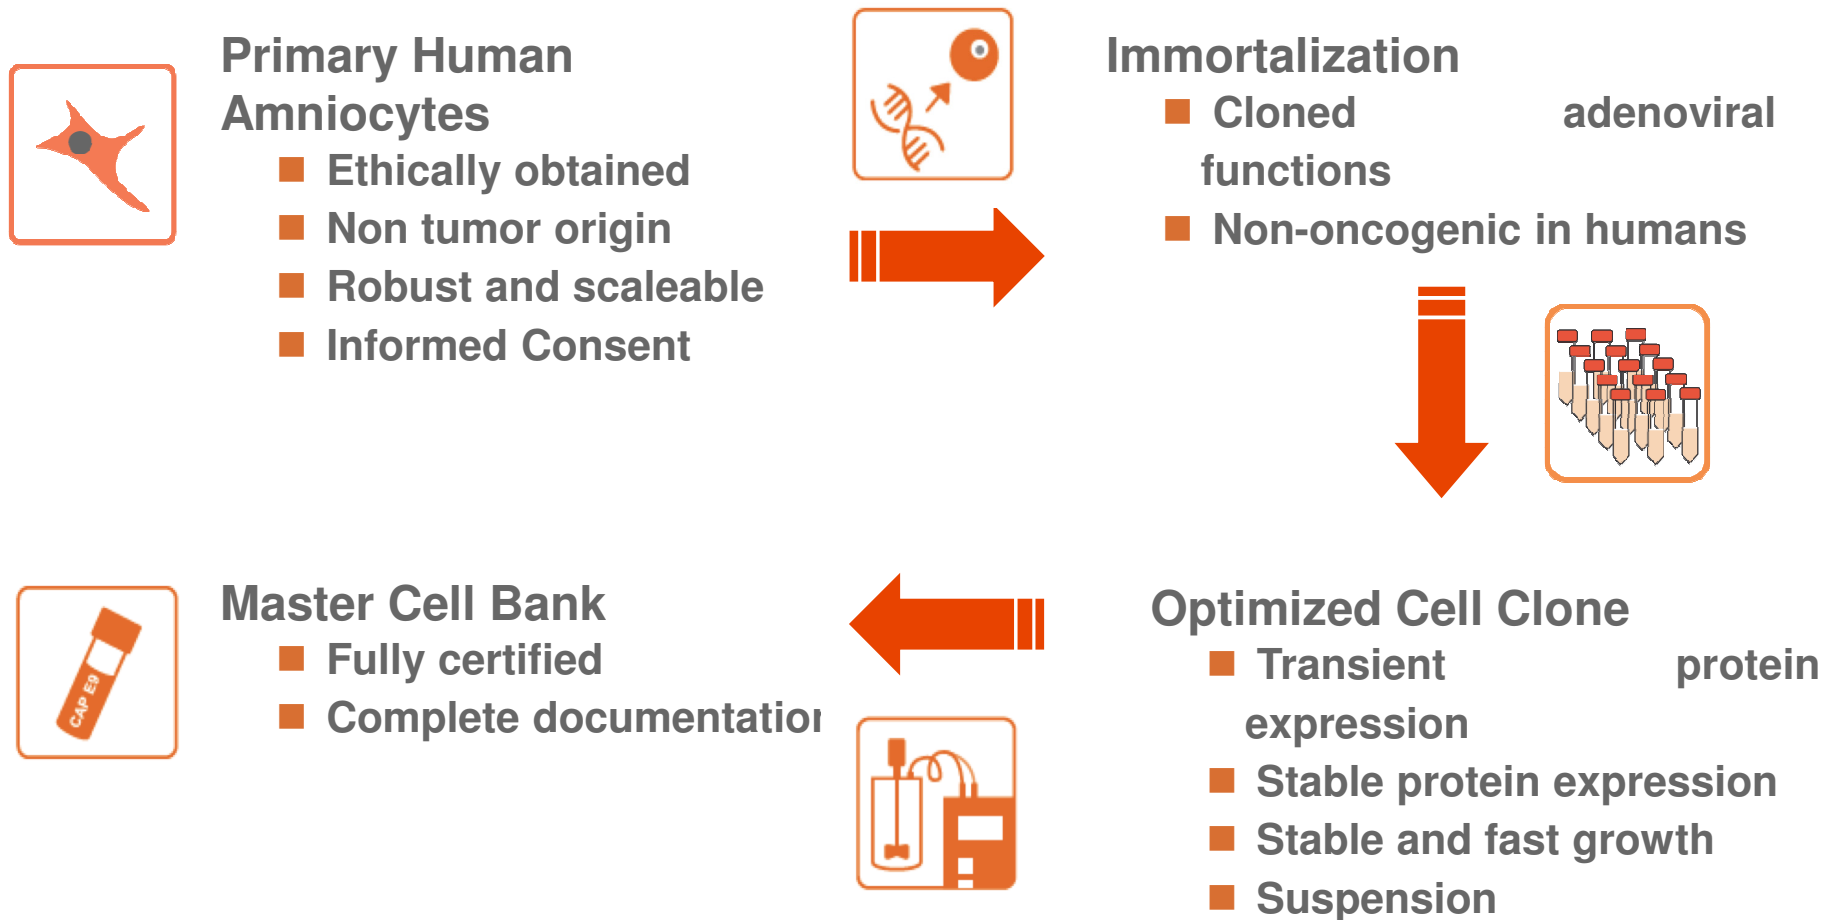 Primary Human
Amniocytes
Ethically obtained
Non tumor origin
Robust and scaleable
Informed Consent
Immortalization
Cloned adenoviral
functions
Non-oncogenic in humans
Master Cell Bank
Fully certified
Complete documentation
CAP E9
Optimized Cell Clone
Transient protein
expression
Stable protein expression
Stable and fast growth
Suspension